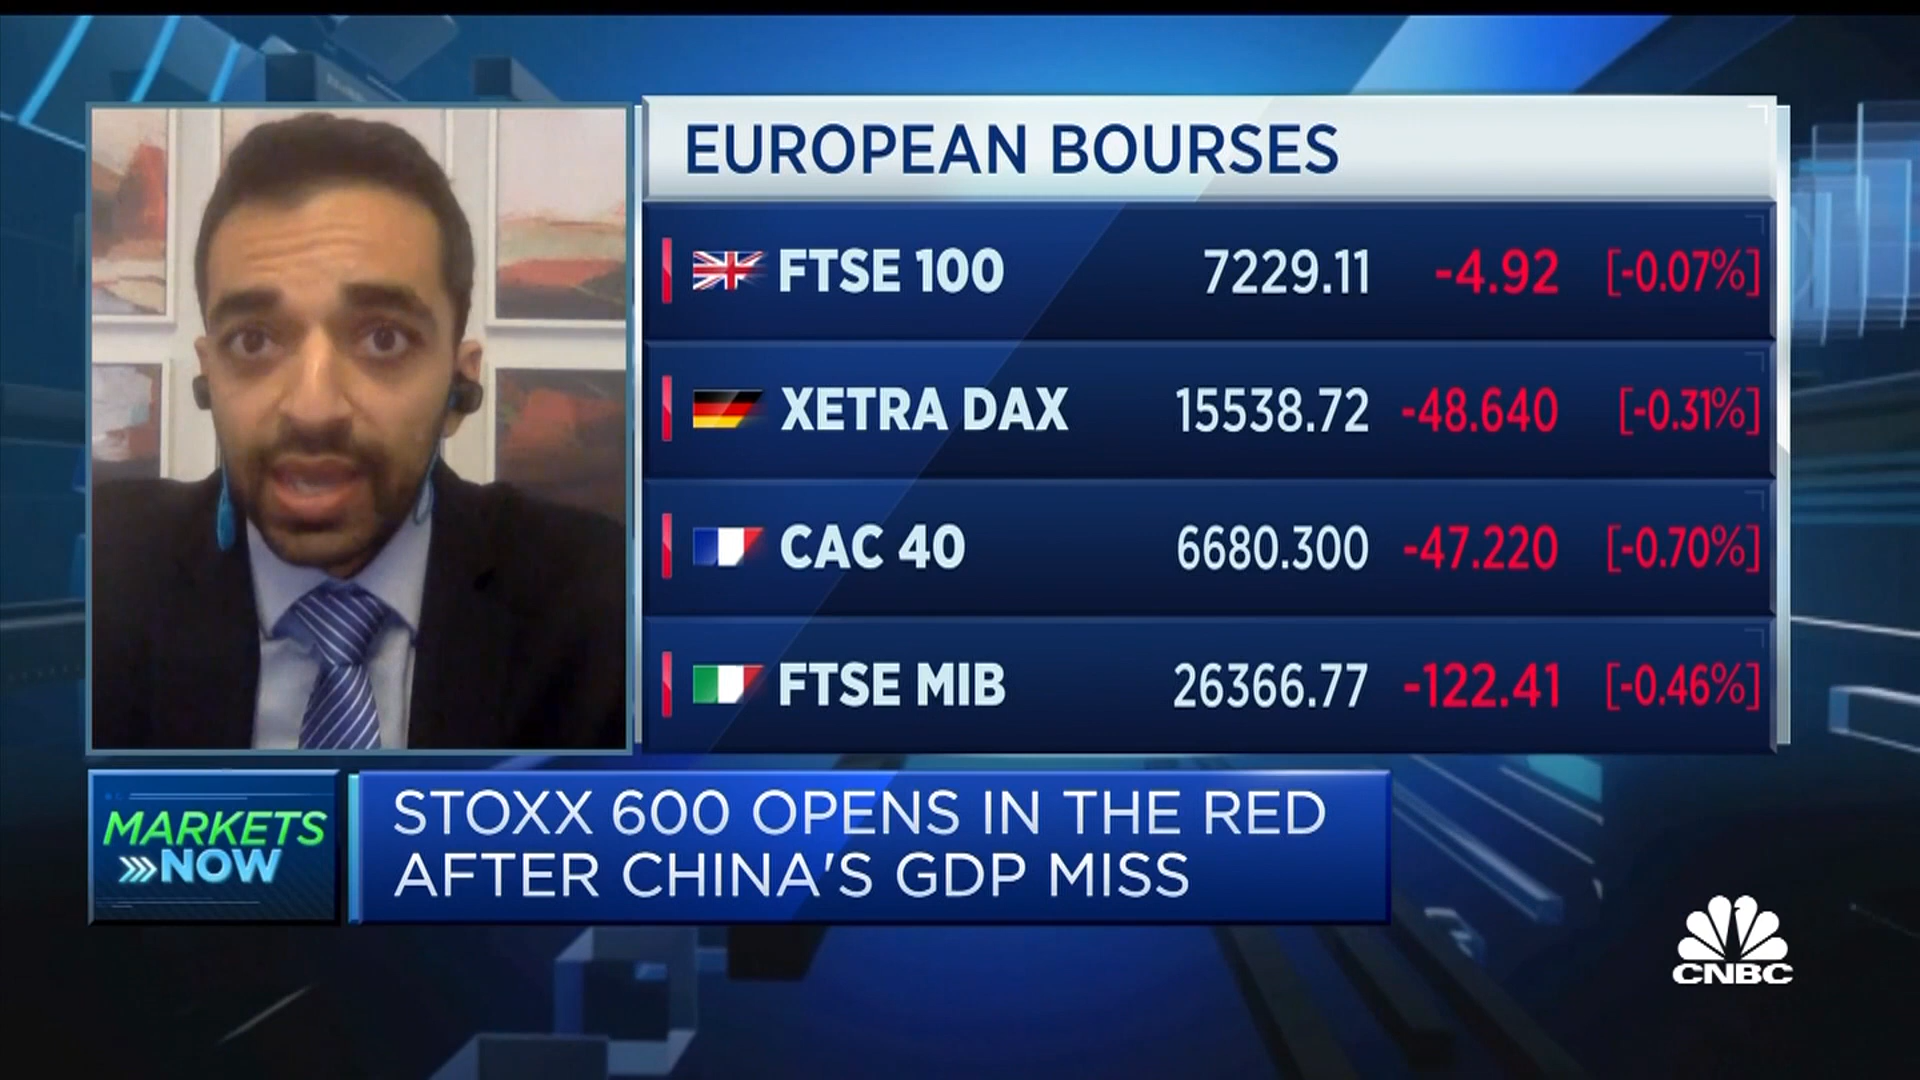 EUROPEAN BOURSES
FTSE 100 7229.11 -4.92 [-0.07%]
XETRA DAX 15538.72 -48.640 [-0.31%]
CAC 40 6680.300 -47.220 [-0.70%]
FTSE MIB 26366.77 -122.41 [-0.46%]
MARKETS
NOW
STOXX 600 OPENS IN THE RED
AFTER CHINA'S GDP MISS
CNBC